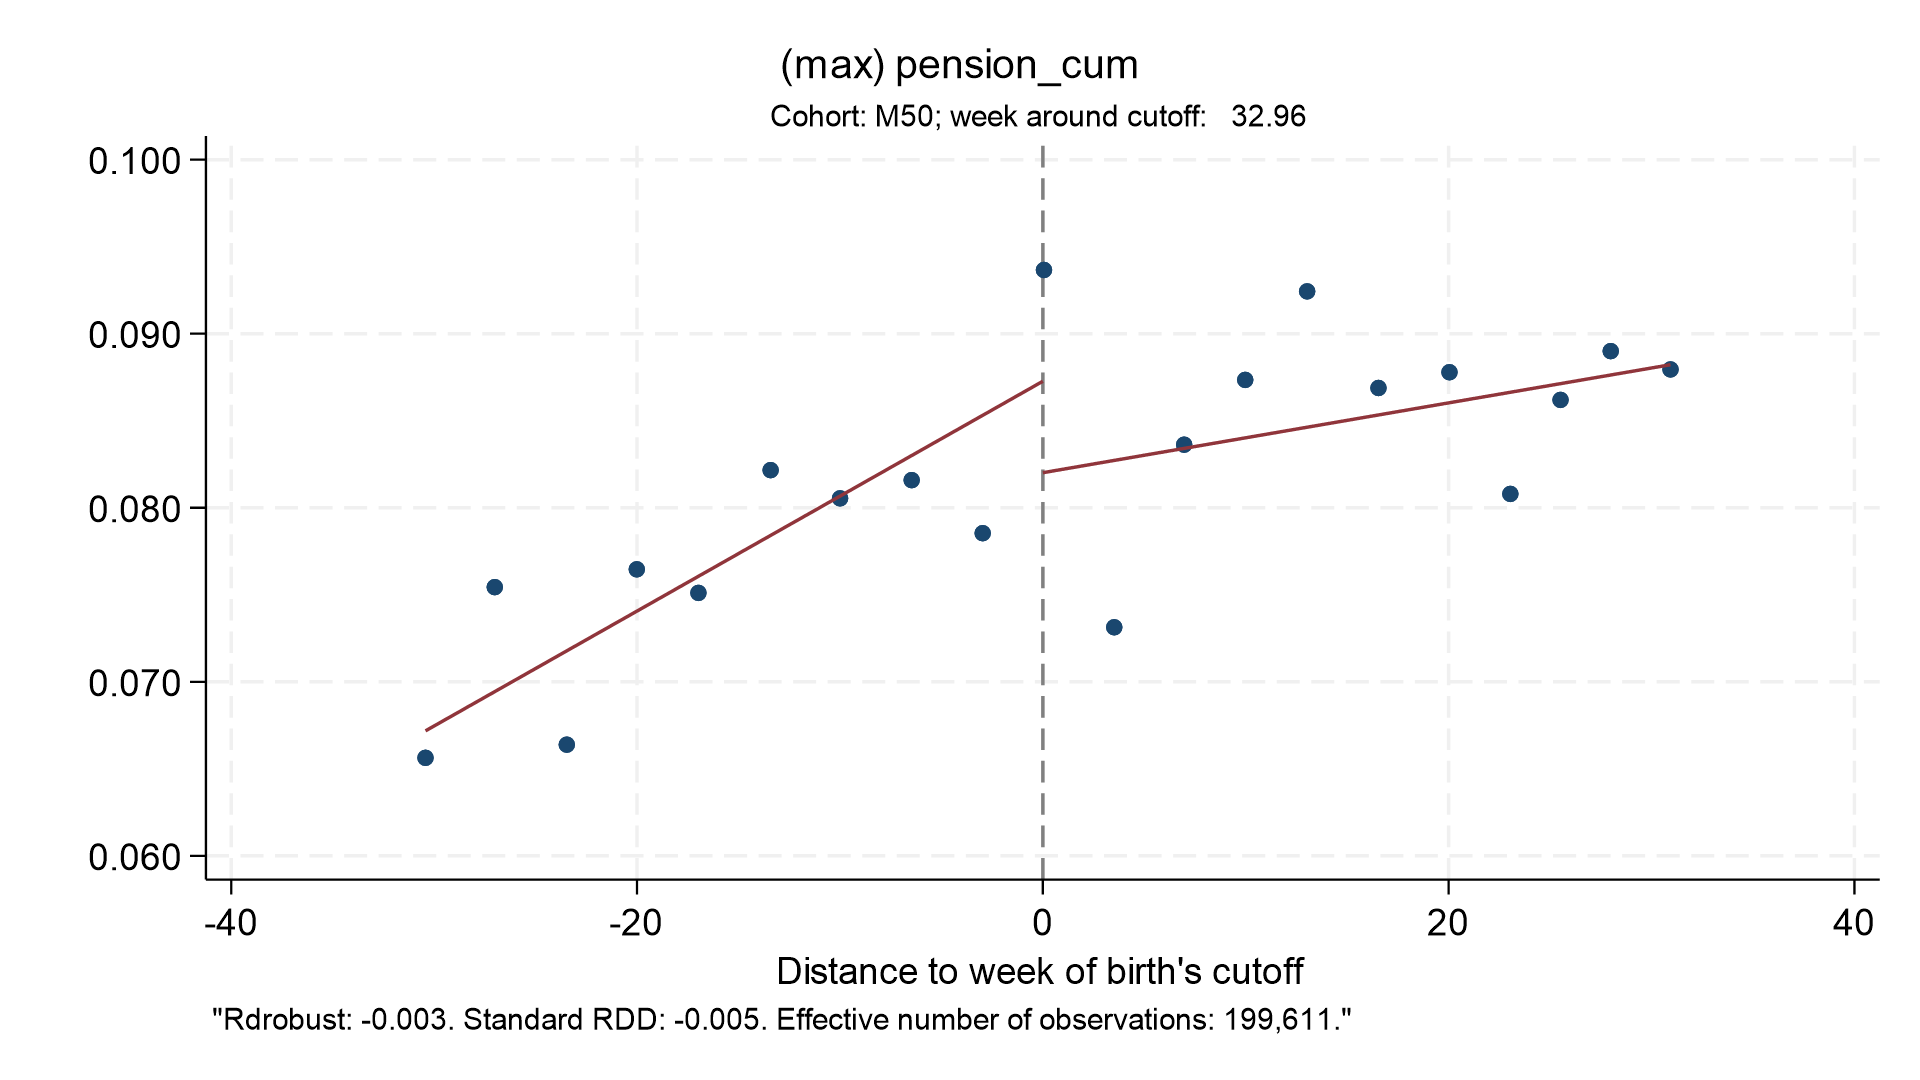 (max) pension_cum
Cohort: M50; week around cutoff: 32.96
0.100
0.090
0.080
0.070
0.060
-40 -20 0 20 40
Distance to week of birth's cutoff
"Rdrobust: -0.003. Standard RDD: -0.005. Effective number of observations: 199,611."